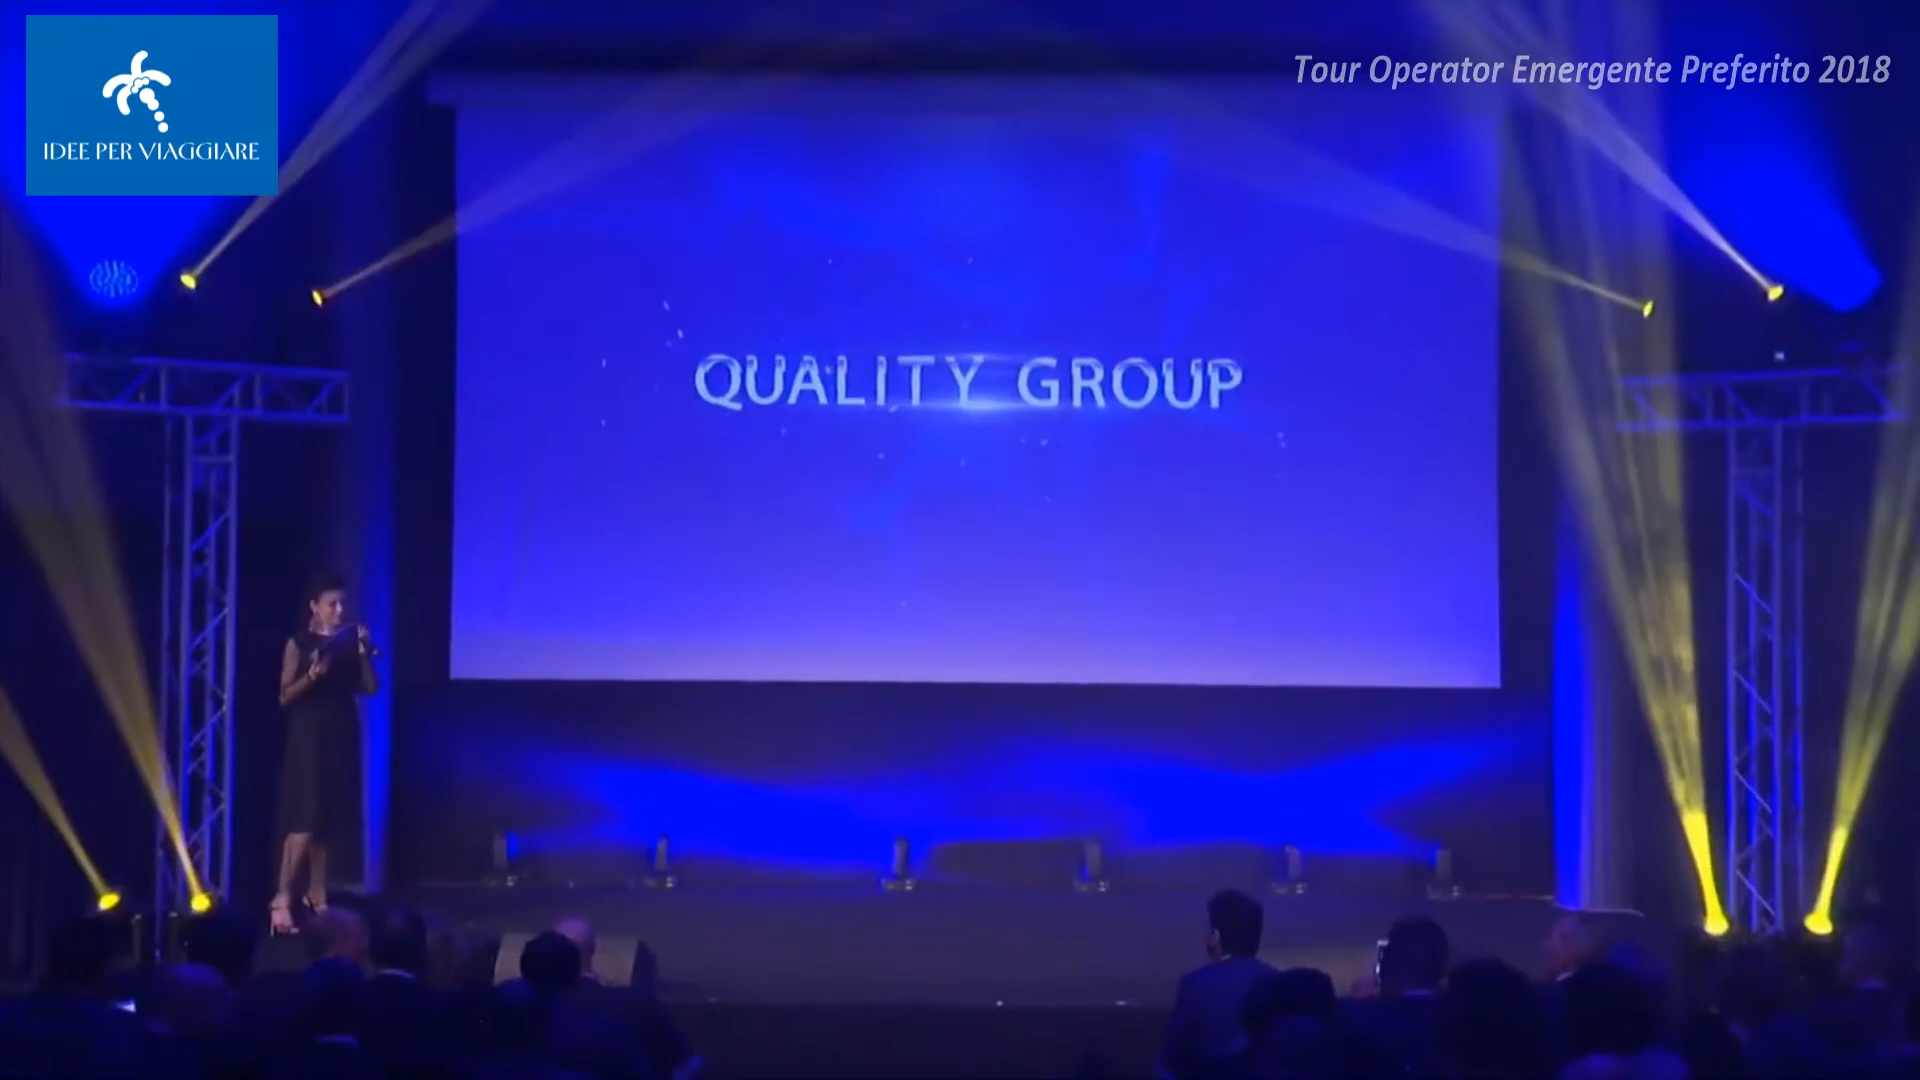 IDEE PER VIAGGIARE
Tour Operator Emergente Preferito 2018
QUALITY GROUP